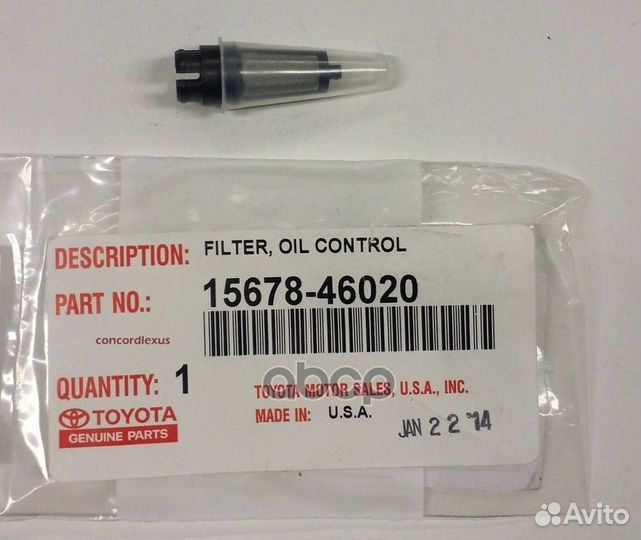 DESCRIPTION: FILTER, OIL CONTROL
PART NO.: 15678-46020
concordlexus
abcp
QUANTITY: 1
TOYOTA MOTOR SALES, U.S.A., INC.
TOYOTA
GENUINE PARTS
MADE IN: U.S.A.
JAN 22 '14
Avito